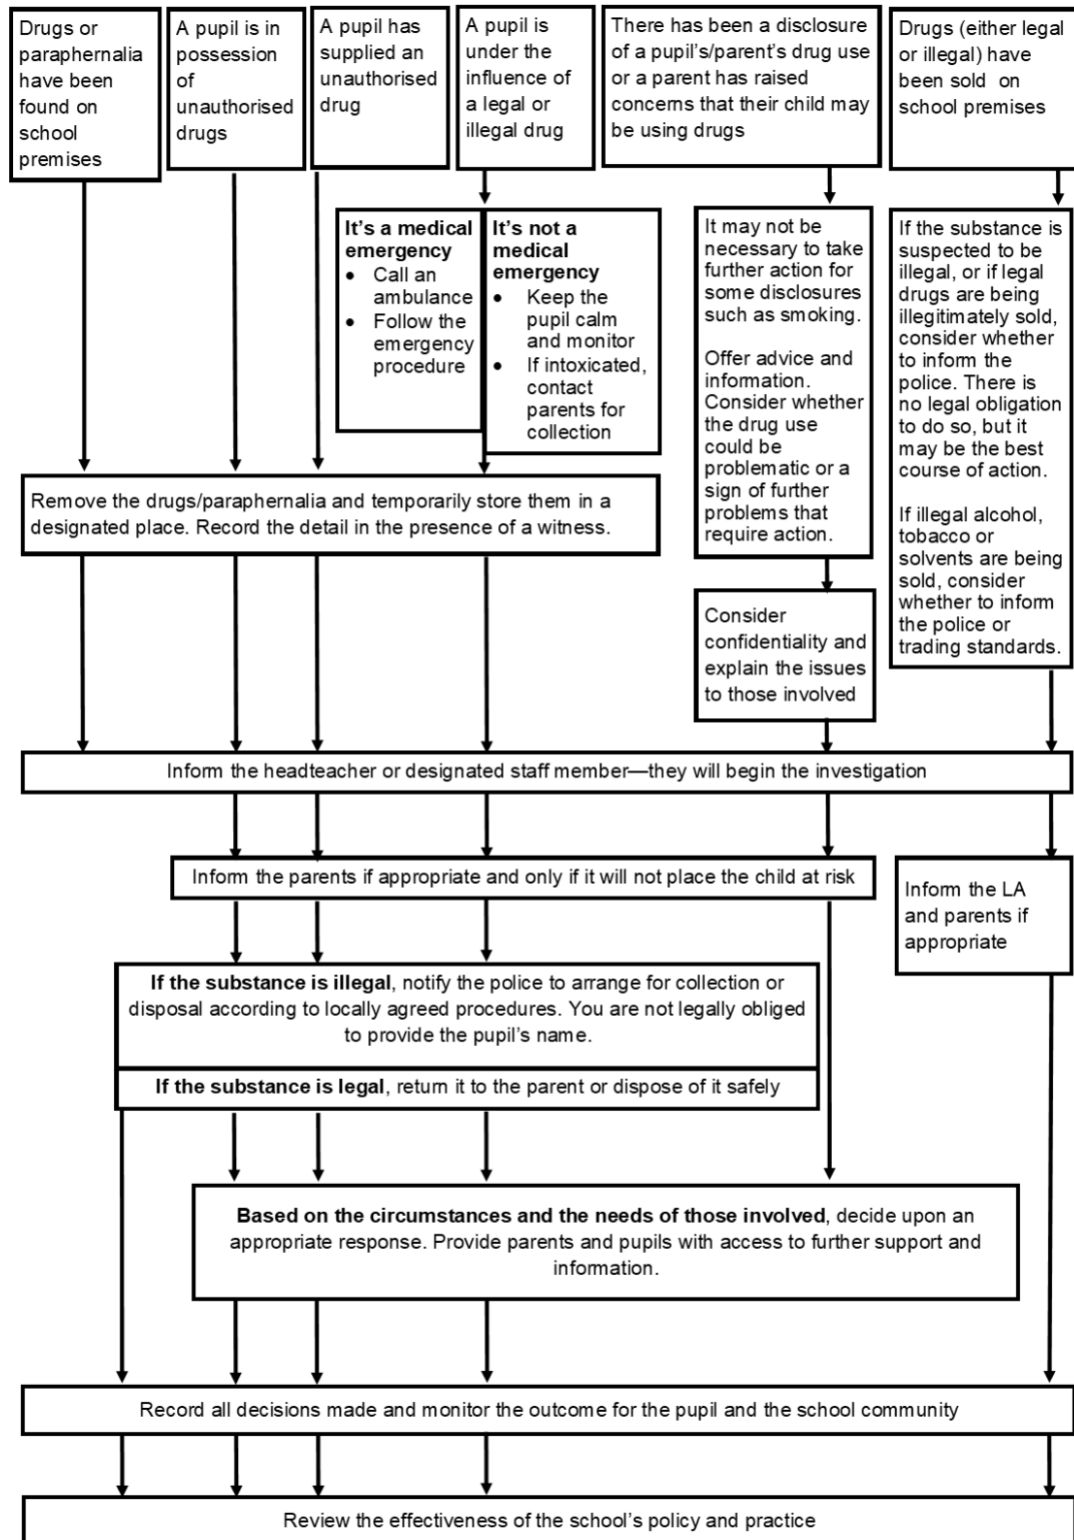 Drugs or
paraphernalia
have been
found on
school
premises
A pupil is in
possession
of
unauthorised
drugs
A pupil has
supplied an
unauthorised
drug
A pupil is
under the
influence of
a legal or
illegal drug
There has been a disclosure
of a pupil's/parent's drug use
or a parent has raised
concerns that their child may
be using drugs
Drugs (either legal
or illegal) have
been sold on
school premises
It's a medical
emergency
• Call an
ambulance
• Follow the
emergency
procedure
It's not a
medical
emergency
• Keep the
pupil calm
and monitor
• If intoxicated,
contact
parents for
collection
It may not be
necessary to take
further action for
some disclosures
such as smoking.
Offer advice and
information.
Consider whether
the drug use
could be
problematic or a
sign of further
problems that
require action.
If the substance is
suspected to be
illegal, or if legal
drugs are being
illegitimately sold,
consider whether
to inform the
police. There is
no legal obligation
to do so, but it
may be the best
course of action.
If illegal alcohol,
tobacco or
solvents are being
sold, consider
whether to inform
the police or
trading standards.
Remove the drugs/paraphernalia and temporarily store them in a
designated place. Record the detail in the presence of a witness.
Consider
confidentiality and
explain the issues
to those involved
Inform the headteacher or designated staff member—they will begin the investigation
Inform the parents if appropriate and only if it will not place the child at risk
Inform the LA
and parents if
appropriate
If the substance is illegal, notify the police to arrange for collection or
disposal according to locally agreed procedures. You are not legally obliged
to provide the pupil's name.
If the substance is legal, return it to the parent or dispose of it safely
Based on the circumstances and the needs of those involved, decide upon an
appropriate response. Provide parents and pupils with access to further support and
information.
Record all decisions made and monitor the outcome for the pupil and the school community
Review the effectiveness of the school's policy and practice